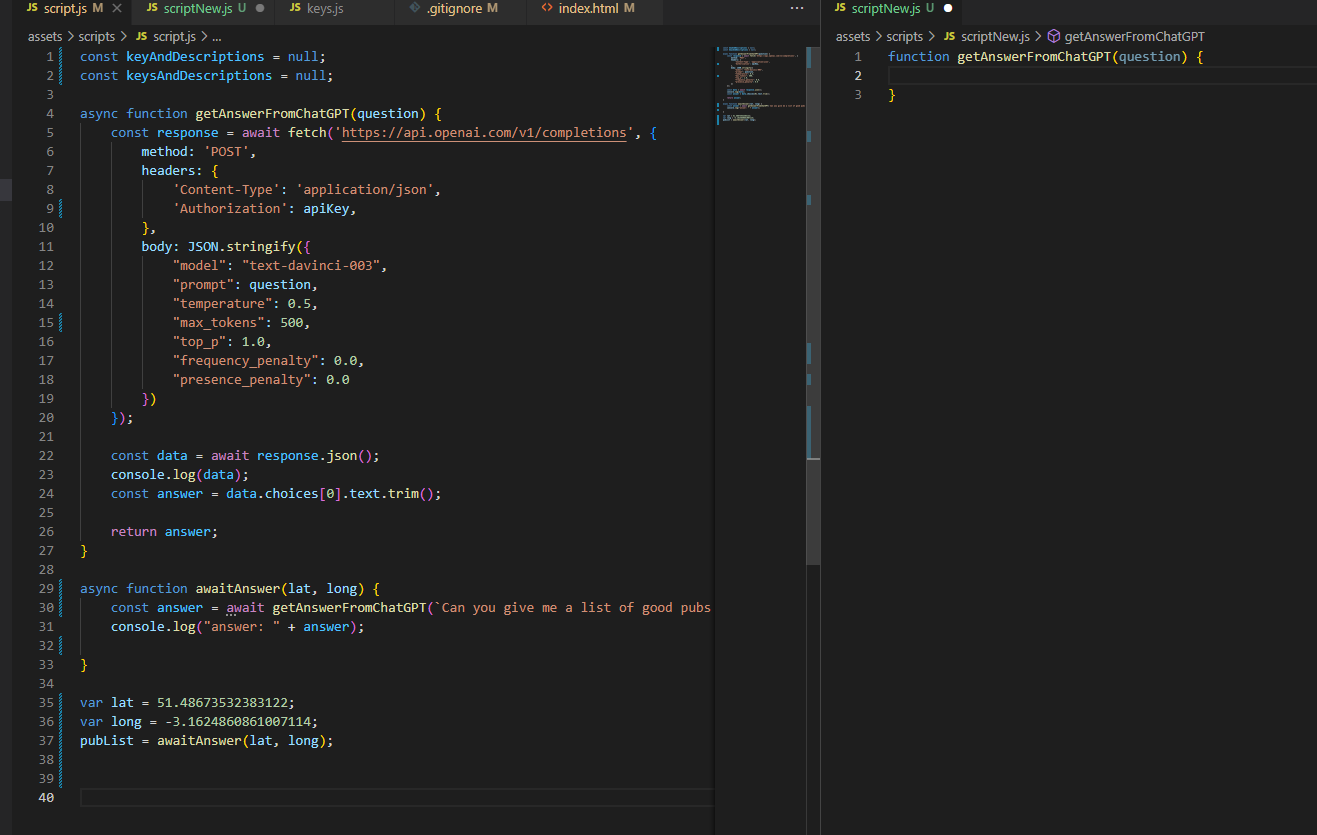 JS script.js M
JS scriptNew.js U
JS keys.js
.gitignore M
<> index.html M
...
assets > scripts > JS script.js > ...
1 const keyAndDescriptions = null;
2 const keysAndDescriptions = null;
3
4 async function getAnswerFromChatGPT(question) {
5 const response = await fetch('https://api.openai.com/v1/completions', {
6 method: 'POST',
7 headers: {
8 'Content-Type': 'application/json',
9 'Authorization': apiKey,
10 },
11 body: JSON.stringify({
12 "model": "text-davinci-003",
13 "prompt": question,
14 "temperature": 0.5,
15 "max_tokens": 500,
16 "top_p": 1.0,
17 "frequency_penalty": 0.0,
18 "presence_penalty": 0.0
19 })
20 });
21
22 const data = await response.json();
23 console.log(data);
24 const answer = data.choices[0].text.trim();
25
26 return answer;
27 }
28
29 async function awaitAnswer(lat, long) {
30 const answer = await getAnswerFromChatGPT(`Can you give me a list of good pubs
31 console.log("answer: " + answer);
32
33 }
34
35 var lat = 51.48673532383122;
36 var long = -3.1624860861007114;
37 pubList = awaitAnswer(lat, long);
38
39
40
JS scriptNew.js U
assets > scripts > JS scriptNew.js > getAnswerFromChatGPT
1 function getAnswerFromChatGPT(question) {
2
3 }